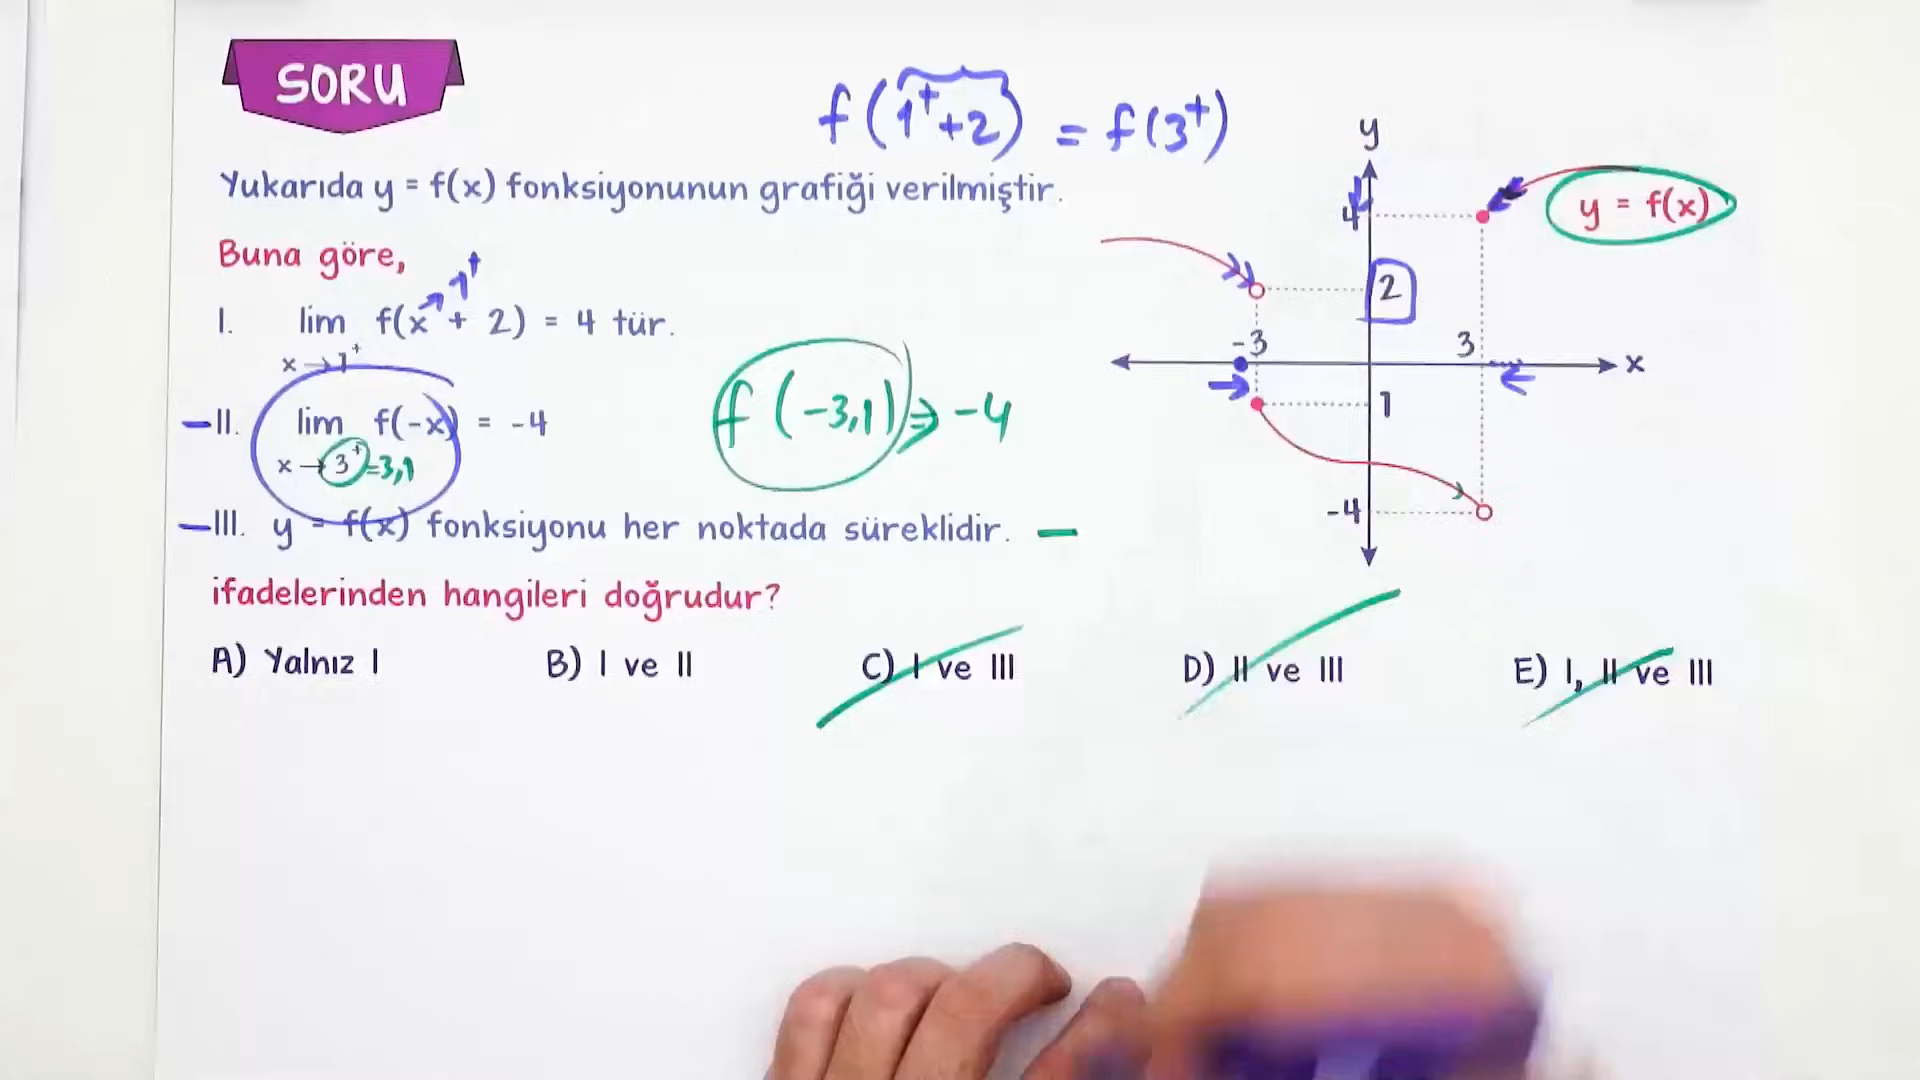 SORU
f(1⁺+2) = f(3⁺)
Yukarıda y = f(x) fonksiyonunun grafiği verilmiştir.
Buna göre,
1⁺
I. lim f(x + 2) = 4 tür.
x → 1⁺
II. lim f(-x) = -4
x → 3⁺ =3,1
f(-3,1) ⇒ -4
III. y = f(x) fonksiyonu her noktada süreklidir.
ifadelerinden hangileri doğrudur?
A) Yalnız I
B) I ve II
C) I ve III
D) II ve III
E) I, II ve III
y
4
y = f(x)
2
-3
3
x
1
-4